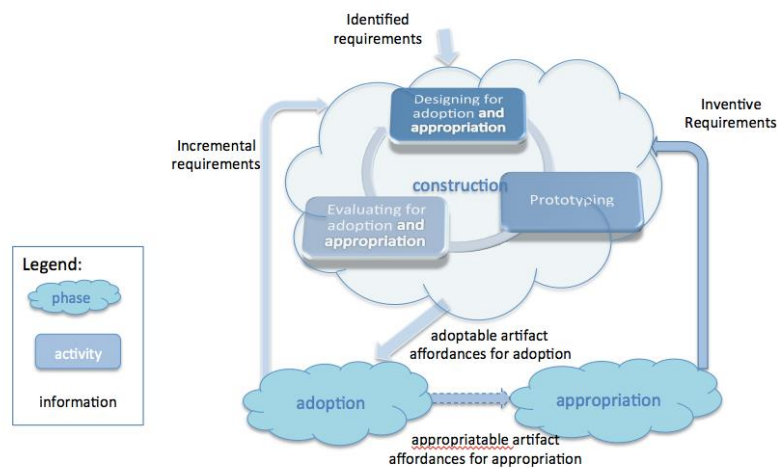 Identified
requirements
Designing for
adoption and
appropriation
Inventive
Requirements
Incremental
requirements
construction
Prototyping
Evaluating for
adoption and
appropriation
Legend:
phase
activity
information
adoptable artifact
affordances for adoption
adoption
appropriation
appropriatable artifact
affordances for appropriation